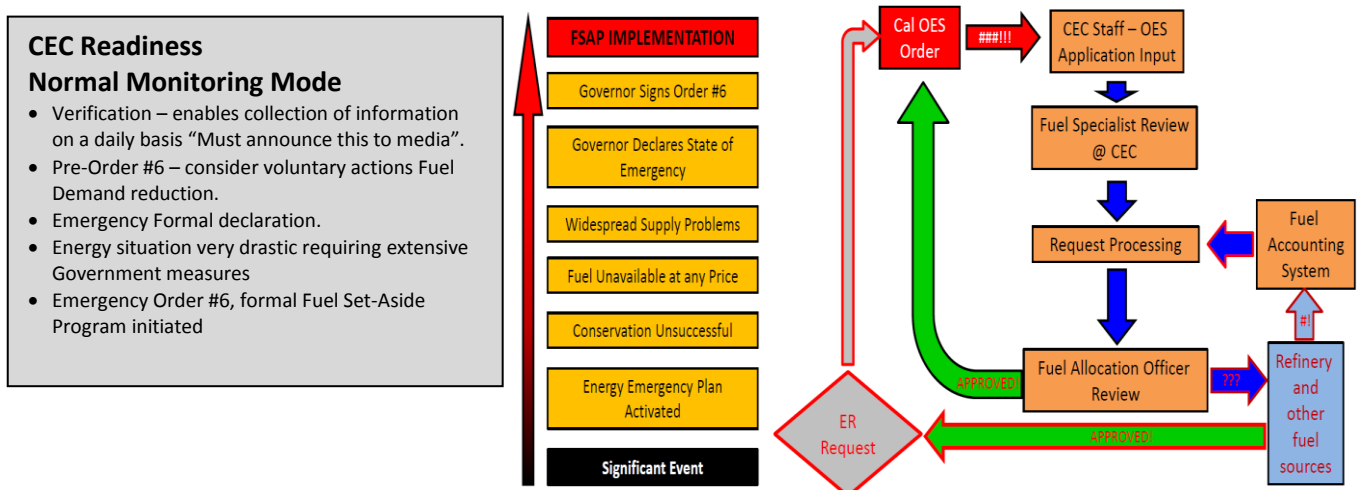 CEC Readiness
Normal Monitoring Mode
• Verification – enables collection of information
on a daily basis “Must announce this to media”.
• Pre-Order #6 – consider voluntary actions Fuel
Demand reduction.
• Emergency Formal declaration.
• Energy situation very drastic requiring extensive
Government measures
• Emergency Order #6, formal Fuel Set-Aside
Program initiated
FSAP IMPLEMENTATION
Governor Signs Order #6
Governor Declares State of
Emergency
Widespread Supply Problems
Fuel Unavailable at any Price
Conservation Unsuccessful
Energy Emergency Plan
Activated
Significant Event
Cal OES
Order
###!!!
CEC Staff – OES
Application Input
Fuel Specialist Review
@ CEC
Request Processing
Fuel
Accounting
System
#!
Fuel Allocation Officer
Review
???
Refinery
and
other
fuel
sources
APPROVED!
ER
Request
APPROVED!